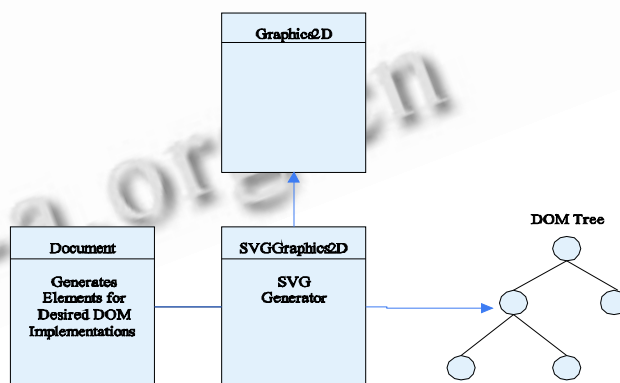 Graphics2D
DOM Tree
Document
Generates
Elements for
Desired DOM
Implementations
SVGGraphics2D
SVG
Generator